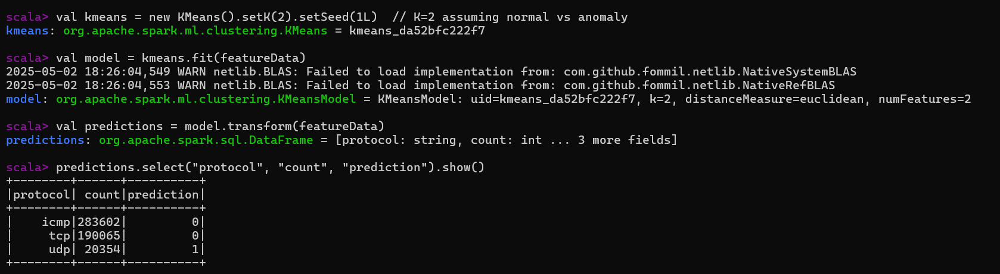 scala> val kmeans = new KMeans().setK(2).setSeed(1L)  // K=2 assuming normal vs anomaly
kmeans: org.apache.spark.ml.clustering.KMeans = kmeans_da52bfc222f7
scala> val model = kmeans.fit(featureData)
2025-05-02 18:26:04,549 WARN netlib.BLAS: Failed to load implementation from: com.github.fommil.netlib.NativeSystemBLAS
2025-05-02 18:26:04,553 WARN netlib.BLAS: Failed to load implementation from: com.github.fommil.netlib.NativeRefBLAS
model: org.apache.spark.ml.clustering.KMeansModel = KMeansModel: uid=kmeans_da52bfc222f7, k=2, distanceMeasure=euclidean, numFeatures=2
scala> val predictions = model.transform(featureData)
predictions: org.apache.spark.sql.DataFrame = [protocol: string, count: int ... 3 more fields]
scala> predictions.select("protocol", "count", "prediction").show()
+--------+------+----------+
|protocol| count|prediction|
+--------+------+----------+
|    icmp|283602|         0|
|     tcp|190065|         0|
|     udp| 20354|         1|
+--------+------+----------+